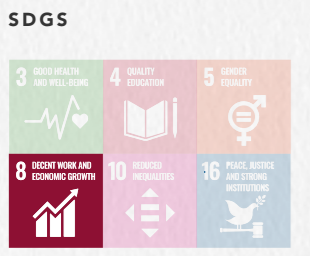 SDGS
3 GOOD HEALTH
AND WELL-BEING
4 QUALITY
EDUCATION
5 GENDER
EQUALITY
8 DECENT WORK AND
ECONOMIC GROWTH
10 REDUCED
INEQUALITIES
16 PEACE, JUSTICE
AND STRONG
INSTITUTIONS